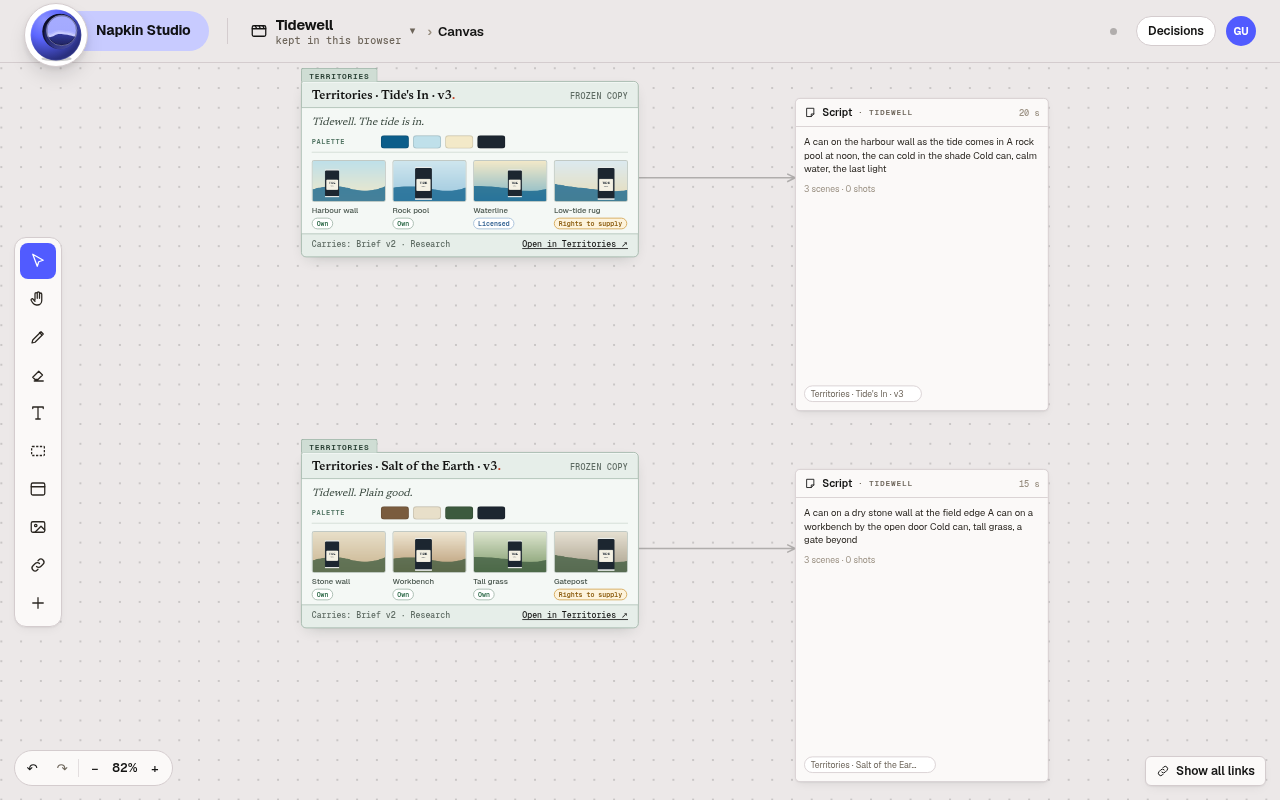 Napkin Studio
Tidewell
kept in this browser
▾
› Canvas
Decisions
GU
TERRITORIES
Territories · Tide's In · v3.
FROZEN COPY
Tidewell. The tide is in.
PALETTE
Harbour wall
Rock pool
Waterline
Low-tide rug
Own
Own
Licensed
Rights to supply
Carries: Brief v2 · Research
Open in Territories ↗
Script · TIDEWELL
20 s
A can on the harbour wall as the tide comes in A rock
pool at noon, the can cold in the shade Cold can, calm
water, the last light
3 scenes · 0 shots
Territories · Tide's In · v3
TERRITORIES
Territories · Salt of the Earth · v3.
FROZEN COPY
Tidewell. Plain good.
PALETTE
Stone wall
Workbench
Tall grass
Gatepost
Own
Own
Own
Rights to supply
Carries: Brief v2 · Research
Open in Territories ↗
Script · TIDEWELL
15 s
A can on a dry stone wall at the field edge A can on a
workbench by the open door Cold can, tall grass, a
gate beyond
3 scenes · 0 shots
Territories · Salt of the Ear…
↶ ↷ − 82% +
Show all links